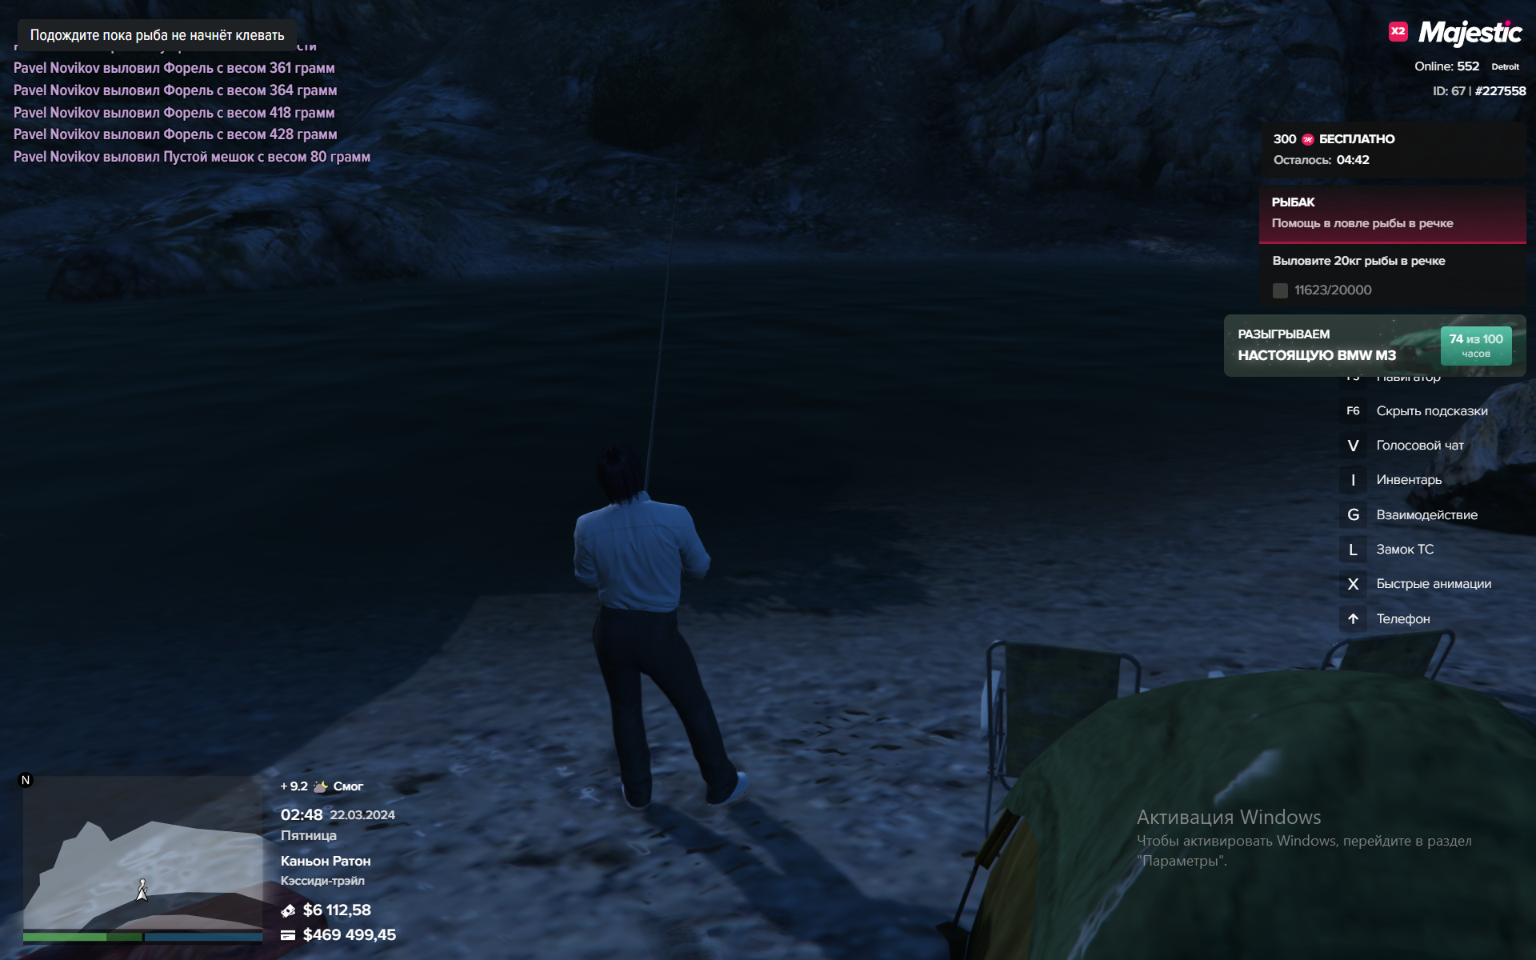 Подождите пока рыба не начнёт клевать
Pavel Novikov выловил Форель с весом 361 грамм
Pavel Novikov выловил Форель с весом 364 грамм
Pavel Novikov выловил Форель с весом 418 грамм
Pavel Novikov выловил Форель с весом 428 грамм
Pavel Novikov выловил Пустой мешок с весом 80 грамм
X2 Majestic
Online: 552 Detroit
ID: 67 | #227558
300 БЕСПЛАТНО
Осталось: 04:42
РЫБАК
Помощь в ловле рыбы в речке
Выловите 20кг рыбы в речке
11623/20000
РАЗЫГРЫВАЕМ
НАСТОЯЩУЮ BMW M3
74 из 100
часов
Навигатор
F6 Скрыть подсказки
V Голосовой чат
I Инвентарь
G Взаимодействие
L Замок ТС
X Быстрые анимации
↑ Телефон
N
+ 9.2 Смог
02:48 22.03.2024
Пятница
Каньон Ратон
Кэссиди-трэйл
$6 112,58
$469 499,45
Активация Windows
Чтобы активировать Windows, перейдите в раздел
"Параметры".